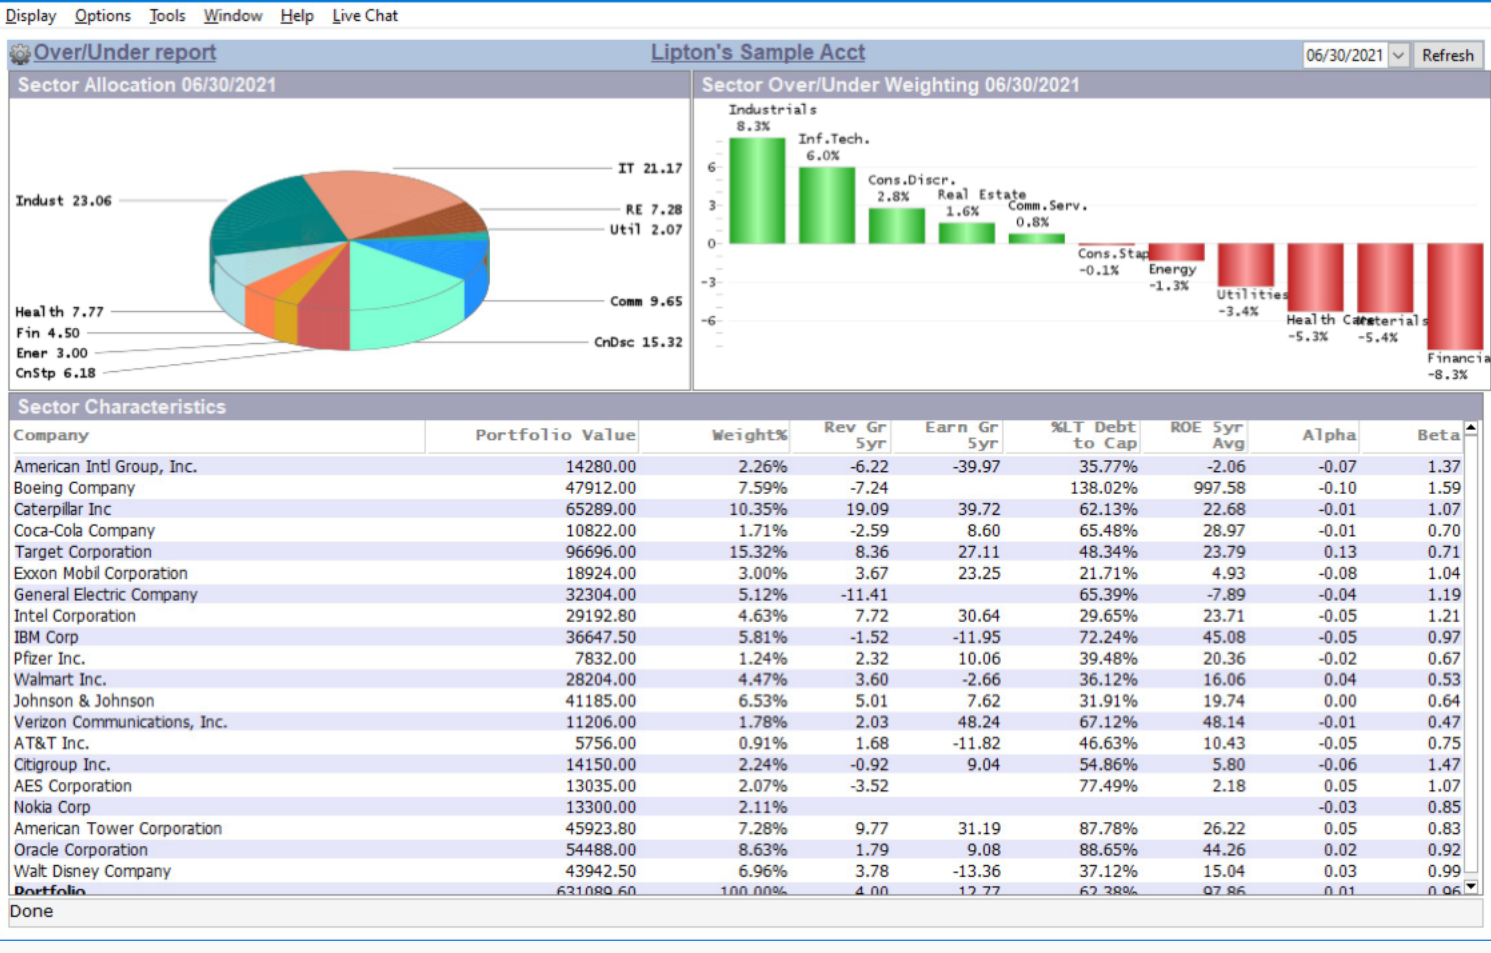 Display Options Tools Window Help Live Chat
Over/Under report Lipton's Sample Acct 06/30/2021 Refresh
Sector Allocation 06/30/2021
IT 21.17
Indust 23.06
RE 7.28
Util 2.07
Comm 9.65
Health 7.77
Fin 4.50
CnDsc 15.32
Ener 3.00
CnStp 6.18
Sector Over/Under Weighting 06/30/2021
Industrials
8.3%
Inf.Tech.
6.0%
Cons.Discr.
2.8%
Real Estate
1.6%
Comm.Serv.
0.8%
6
3
0
-3
-6
Cons.Stap
-0.1%
Energy
-1.3%
Utilities
-3.4%
Health Care
-5.3%
Materials
-5.4%
Financia
-8.3%
Sector Characteristics
Company Portfolio Value Weight% Rev Gr 5yr Earn Gr 5yr %LT Debt to Cap ROE 5yr Avg Alpha Beta
American Intl Group, Inc. 14280.00 2.26% -6.22 -39.97 35.77% -2.06 -0.07 1.37
Boeing Company 47912.00 7.59% -7.24 138.02% 997.58 -0.10 1.59
Caterpillar Inc 65289.00 10.35% 19.09 39.72 62.13% 22.68 -0.01 1.07
Coca-Cola Company 10822.00 1.71% -2.59 8.60 65.48% 28.97 -0.01 0.70
Target Corporation 96696.00 15.32% 8.36 27.11 48.34% 23.79 0.13 0.71
Exxon Mobil Corporation 18924.00 3.00% 3.67 23.25 21.71% 4.93 -0.08 1.04
General Electric Company 32304.00 5.12% -11.41 65.39% -7.89 -0.04 1.19
Intel Corporation 29192.80 4.63% 7.72 30.64 29.65% 23.71 -0.05 1.21
IBM Corp 36647.50 5.81% -1.52 -11.95 72.24% 45.08 -0.05 0.97
Pfizer Inc. 7832.00 1.24% 2.32 10.06 39.48% 20.36 -0.02 0.67
Walmart Inc. 28204.00 4.47% 3.60 -2.66 36.12% 16.06 0.04 0.53
Johnson & Johnson 41185.00 6.53% 5.01 7.62 31.91% 19.74 0.00 0.64
Verizon Communications, Inc. 11206.00 1.78% 2.03 48.24 67.12% 48.14 -0.01 0.47
AT&T Inc. 5756.00 0.91% 1.68 -11.82 46.63% 10.43 -0.05 0.75
Citigroup Inc. 14150.00 2.24% -0.92 9.04 54.86% 5.80 -0.06 1.47
AES Corporation 13035.00 2.07% -3.52 77.49% 2.18 0.05 1.07
Nokia Corp 13300.00 2.11% -0.03 0.85
American Tower Corporation 45923.80 7.28% 9.77 31.19 87.78% 26.22 0.05 0.83
Oracle Corporation 54488.00 8.63% 1.79 9.08 88.65% 44.26 0.02 0.92
Walt Disney Company 43942.50 6.96% 3.78 -13.36 37.12% 15.04 0.03 0.99
Portfolio 631089.60 100.00% 4.00 12.77 62.38% 97.86 0.01 0.96
Done